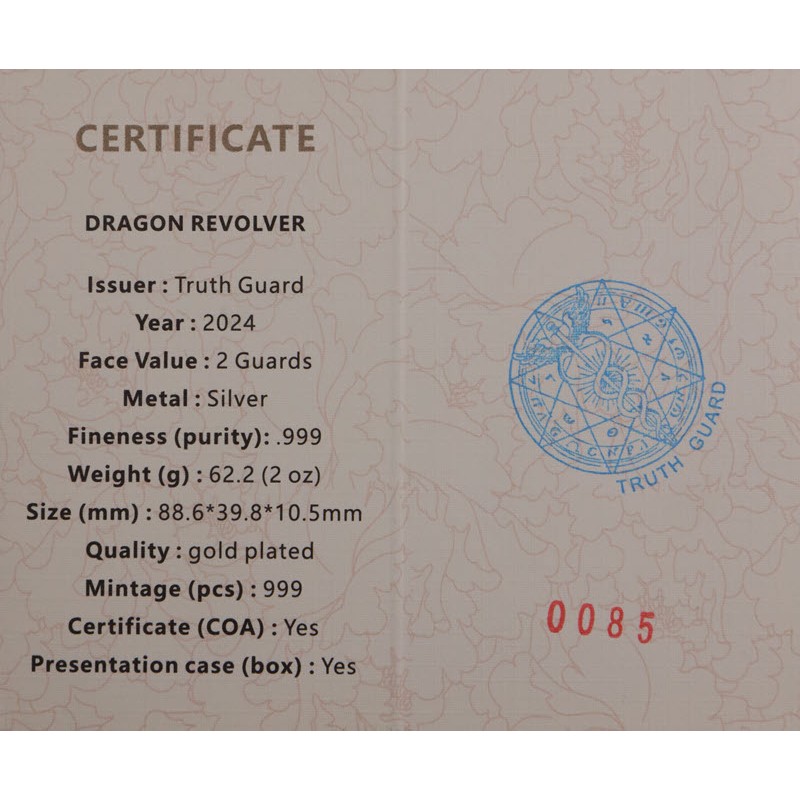 CERTIFICATE
DRAGON REVOLVER
Issuer : Truth Guard
Year : 2024
Face Value : 2 Guards
Metal : Silver
Fineness (purity): .999
Weight (g) : 62.2 (2 oz)
Size (mm) : 88.6*39.8*10.5mm
Quality : gold plated
Mintage (pcs) : 999
Certificate (COA) : Yes
Presentation case (box) : Yes
TRUTH GUARD
0085